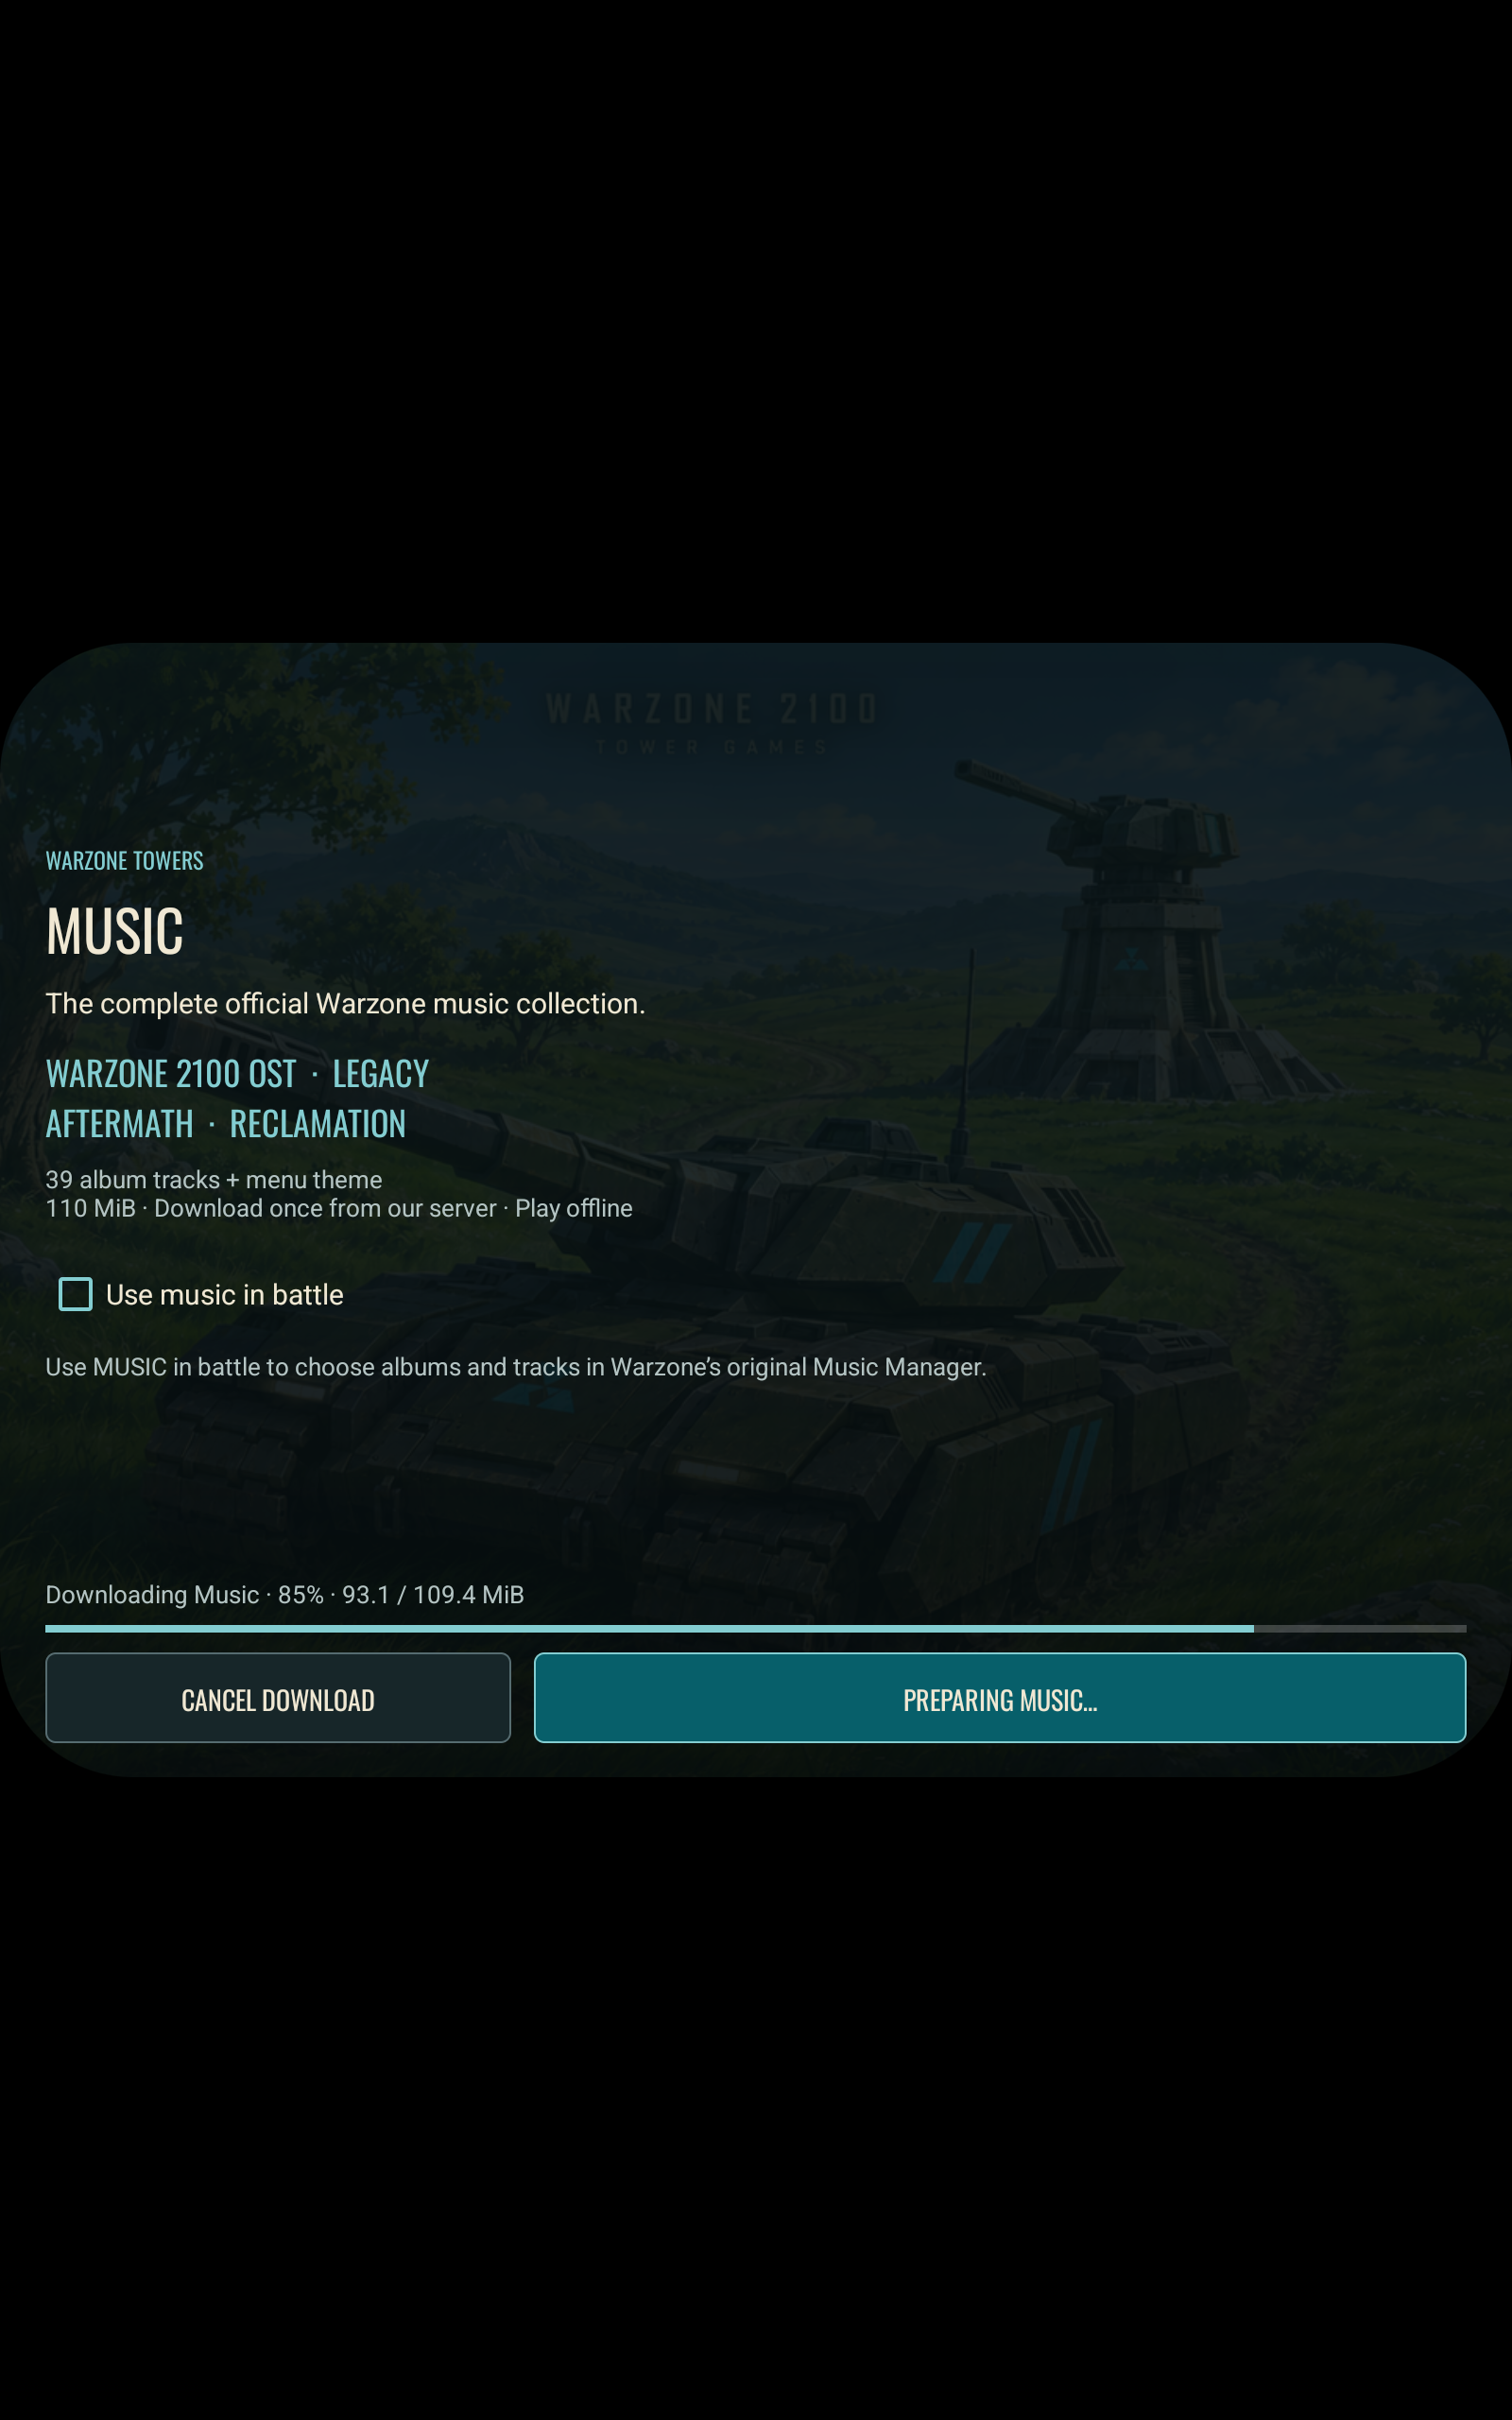 WARZONE 2100
TOWER GAMES
WARZONE TOWERS
MUSIC
The complete official Warzone music collection.
WARZONE 2100 OST · LEGACY
AFTERMATH · RECLAMATION
39 album tracks + menu theme
110 MiB · Download once from our server · Play offline
Use music in battle
Use MUSIC in battle to choose albums and tracks in Warzone’s original Music Manager.
Downloading Music · 85% · 93.1 / 109.4 MiB
CANCEL DOWNLOAD
PREPARING MUSIC…